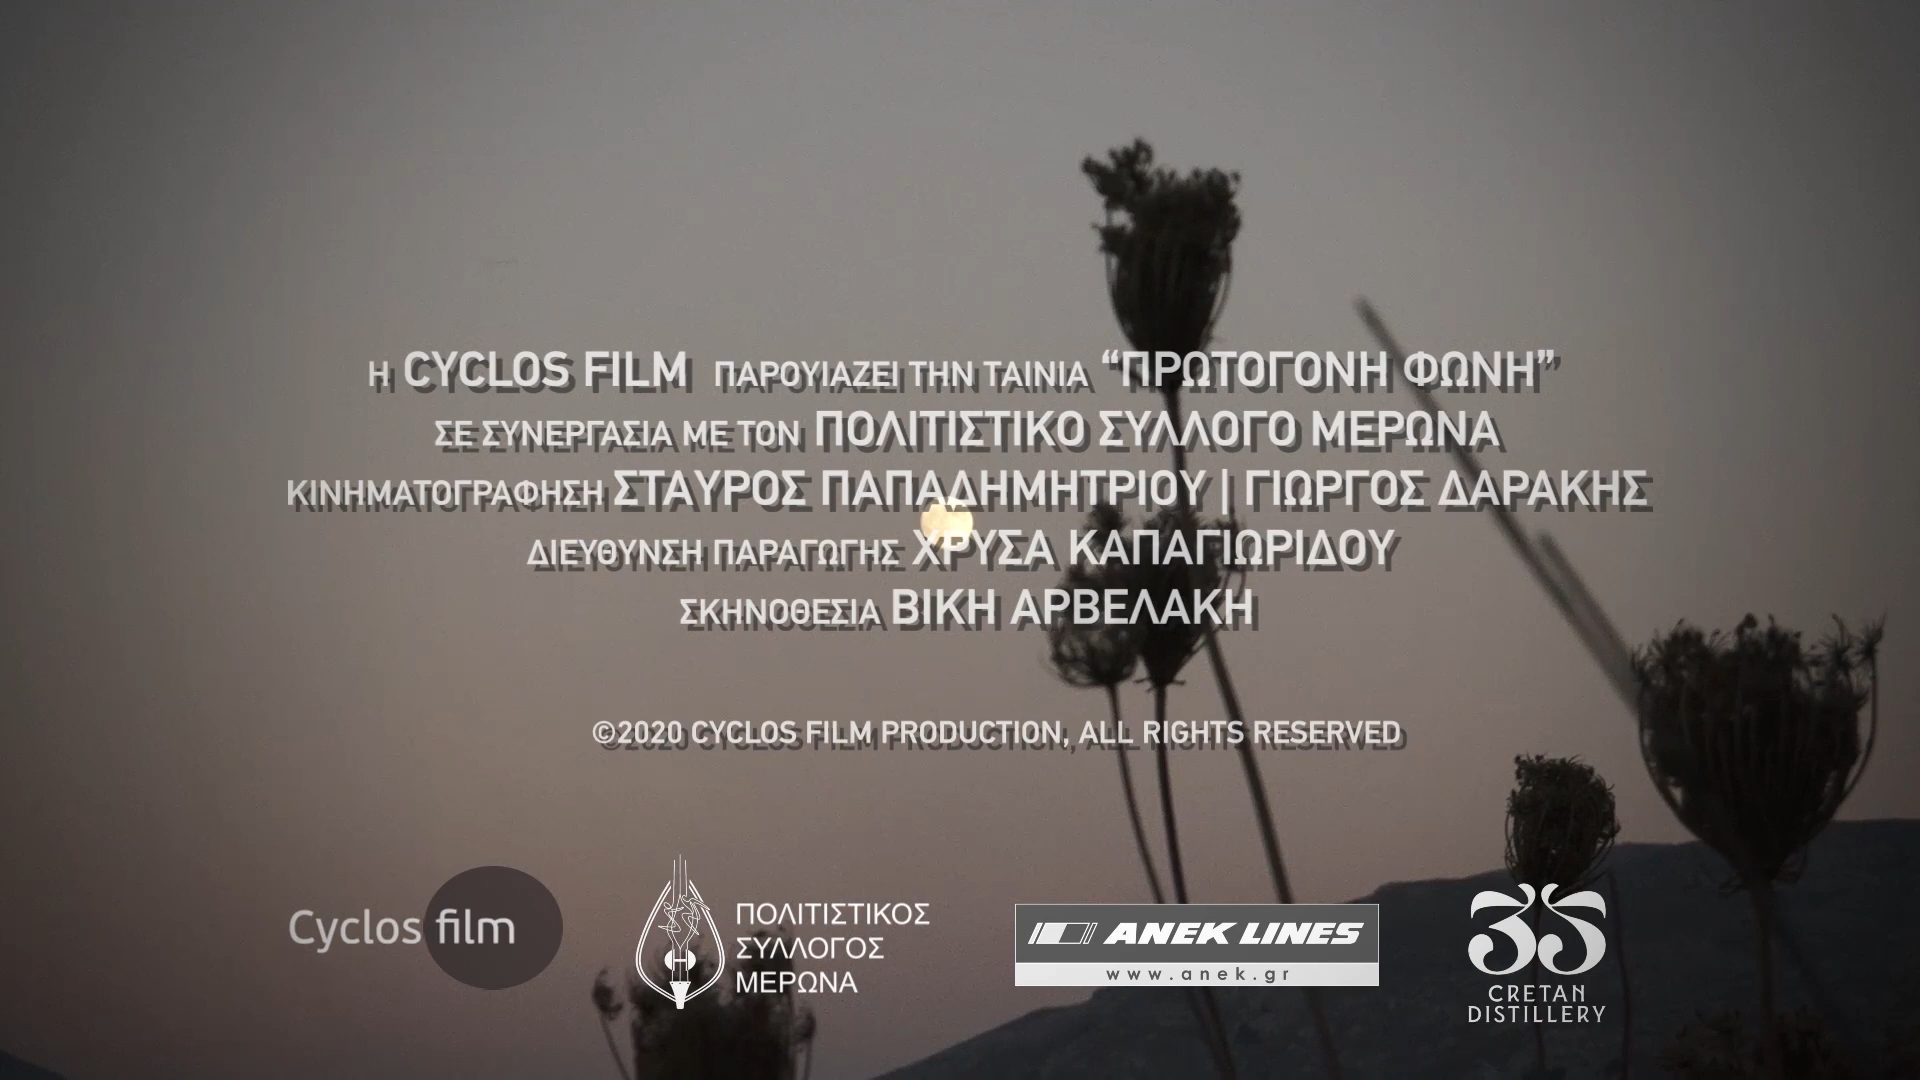 Η CYCLOS FILM ΠΑΡΟΥΙΑΖΕΙ ΤΗΝ ΤΑΙΝΙΑ “ΠΡΩΤΟΓΟΝΗ ΦΩΝΗ”
ΣΕ ΣΥΝΕΡΓΑΣΙΑ ΜΕ ΤΟΝ ΠΟΛΙΤΙΣΤΙΚΟ ΣΥΛΛΟΓΟ ΜΕΡΩΝΑ
ΚΙΝΗΜΑΤΟΓΡΑΦΗΣΗ ΣΤΑΥΡΟΣ ΠΑΠΑΔΗΜΗΤΡΙΟΥ | ΓΙΩΡΓΟΣ ΔΑΡΑΚΗΣ
ΔΙΕΥΘΥΝΣΗ ΠΑΡΑΓΩΓΗΣ ΧΡΥΣΑ ΚΑΠΑΓΙΩΡΙΔΟΥ
ΣΚΗΝΟΘΕΣΙΑ ΒΙΚΗ ΑΡΒΕΛΑΚΗ
©2020 CYCLOS FILM PRODUCTION, ALL RIGHTS RESERVED
Cyclos film
ΠΟΛΙΤΙΣΤΙΚΟΣ
ΣΥΛΛΟΓΟΣ
ΜΕΡΩΝΑ
ANEK LINES
www.anek.gr
35
CRETAN
DISTILLERY